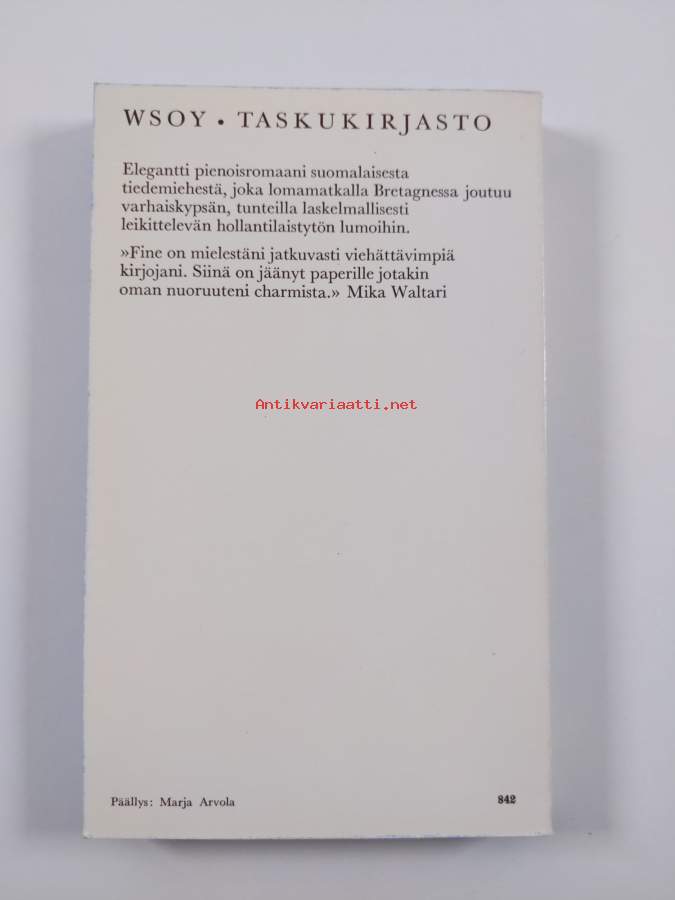 WSOY • TASKUKIRJASTO
Elegantti pienoisromaani suomalaisesta
tiedemiehestä, joka lomamatkalla Bretagnessa joutuu
varhaiskypsän, tunteilla laskelmallisesti
leikittelevän hollantilaistytön lumoihin.
»Fine on mielestäni jatkuvasti viehättävimpiä
kirjojani. Siinä on jäänyt paperille jotakin
oman nuoruuteni charmista.» Mika Waltari
Antikvariaatti.net
Päällys: Marja Arvola
842